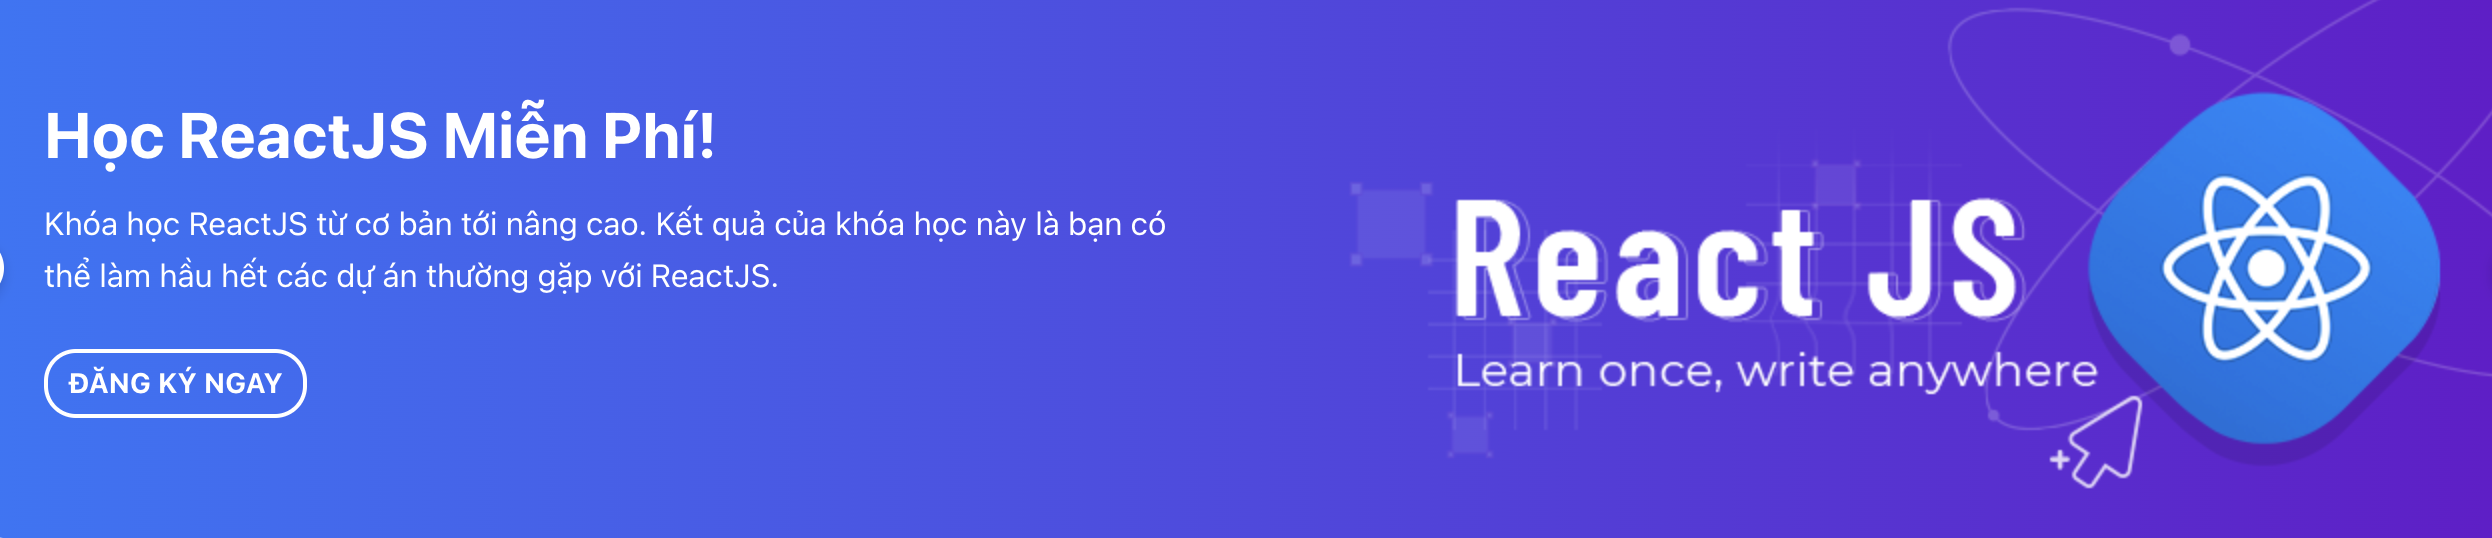 Học ReactJS Miễn Phí!
Khóa học ReactJS từ cơ bản tới nâng cao. Kết quả của khóa học này là bạn có
thể làm hầu hết các dự án thường gặp với ReactJS.
ĐĂNG KÝ NGAY
React JS
Learn once, write anywhere